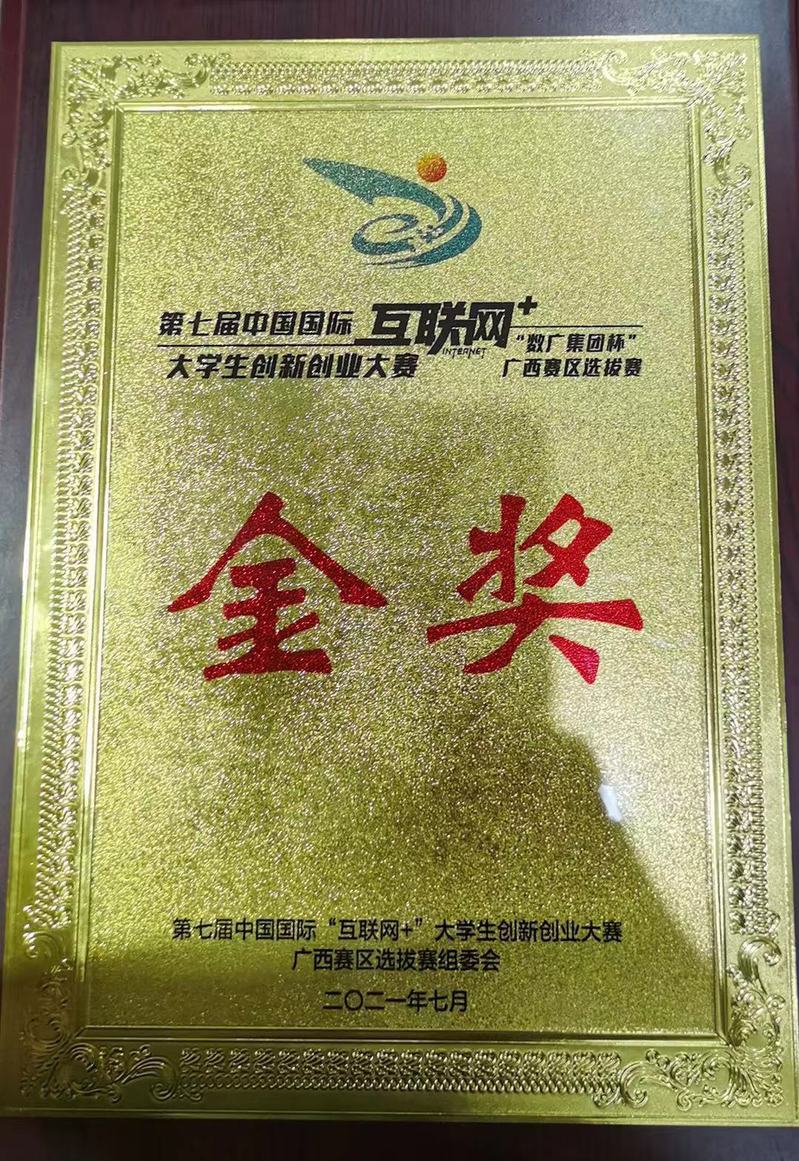 第七届中国国际 互联网+
INTERNET
"数广集团杯"
大学生创新创业大赛 广西赛区选拔赛
金奖
第七届中国国际“互联网+”大学生创新创业大赛
广西赛区选拔赛组委会
二〇二一年七月